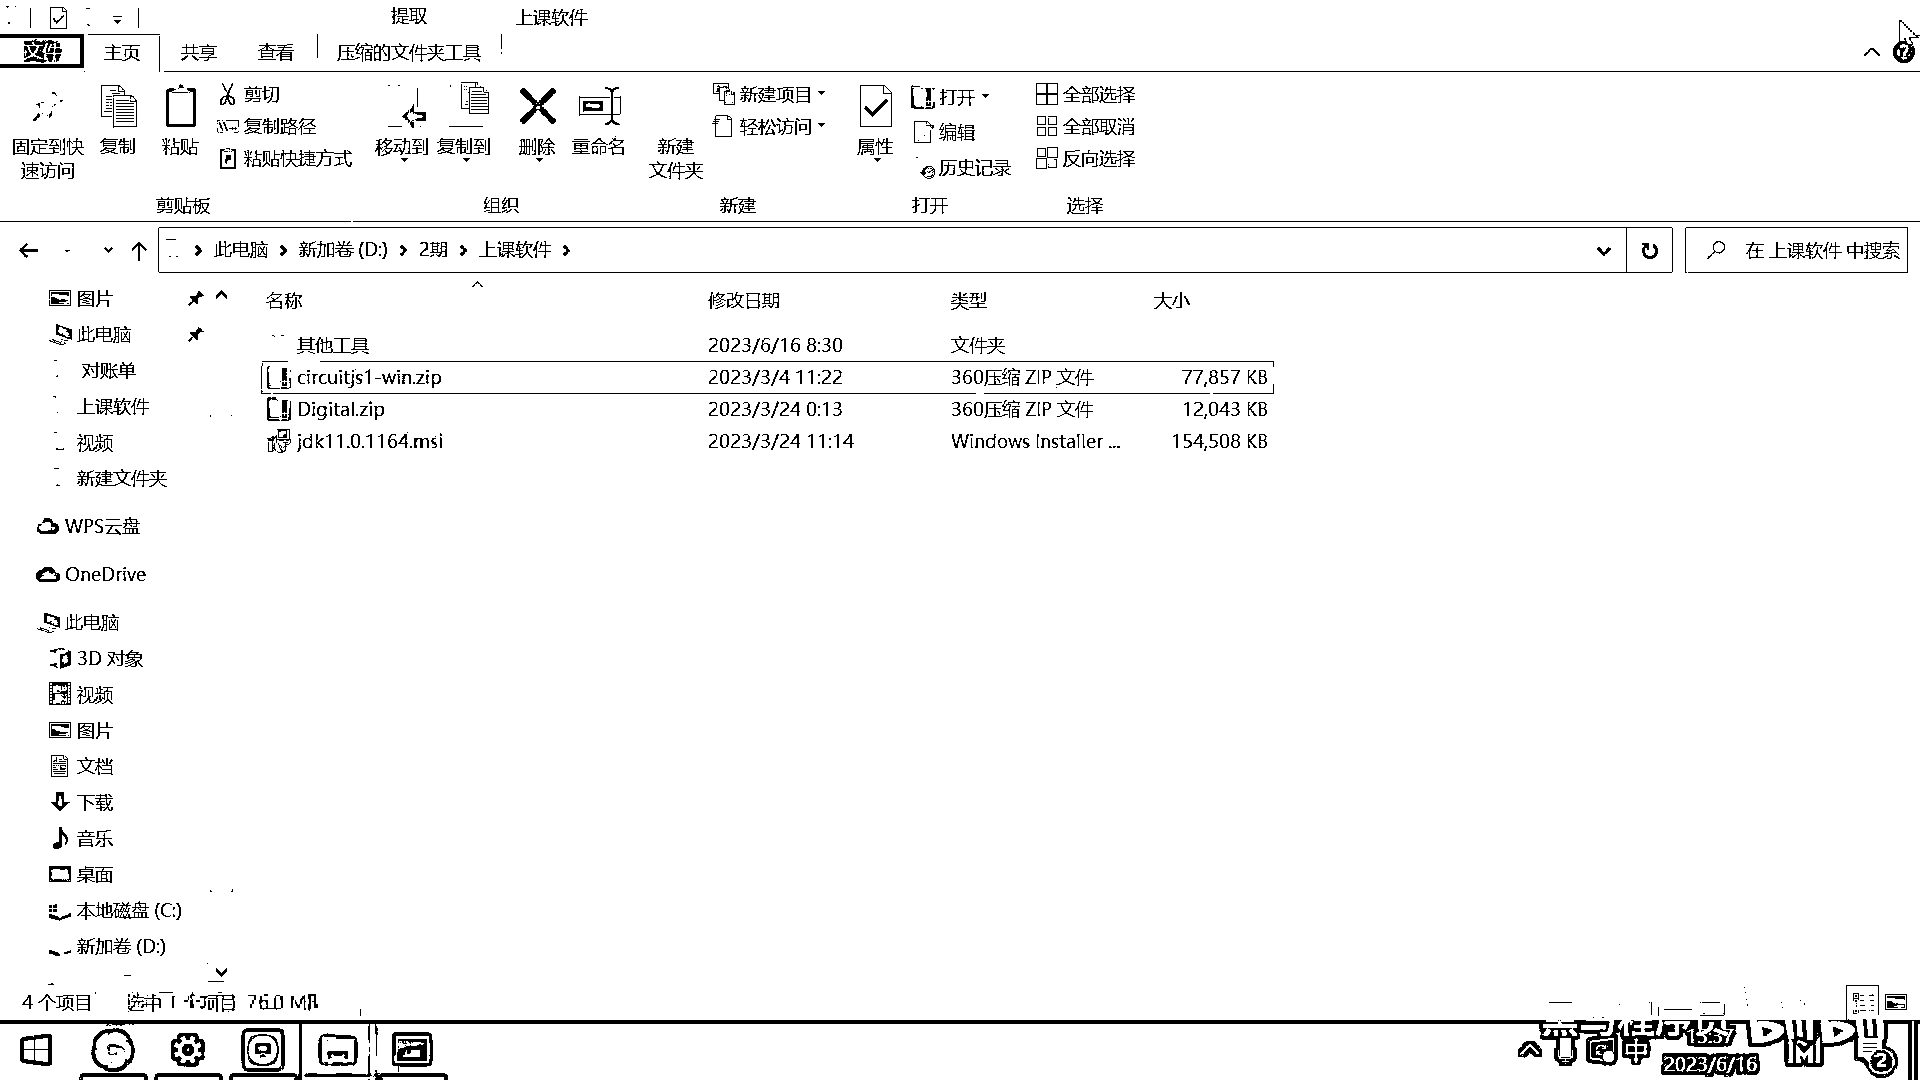 提取 上课软件
文件 主页 共享 查看 压缩的文件夹工具
固定到快速访问
复制
粘贴
剪切
复制路径
粘贴快捷方式
移动到
复制到
删除
重命名
新建文件夹
新建项目
轻松访问
属性
打开
编辑
历史记录
全部选择
全部取消
反向选择
剪贴板 组织 新建 打开 选择
此电脑 新加卷 (D:) 2期 上课软件
在 上课软件 中搜索
图片
此电脑
对账单
上课软件
视频
新建文件夹
WPS云盘
OneDrive
此电脑
3D 对象
视频
图片
文档
下载
音乐
桌面
本地磁盘 (C:)
新加卷 (D:)
名称 修改日期 类型 大小
其他工具 2023/6/16 8:30 文件夹
circuitjs1-win.zip 2023/3/4 11:22 360压缩 ZIP 文件 77,857 KB
Digital.zip 2023/3/24 0:13 360压缩 ZIP 文件 12,043 KB
jdk11.0.1164.msi 2023/3/24 11:14 Windows Installer ... 154,508 KB
4 个项目 选中 1 个项目 76.0 MB
中
2023/6/16
2